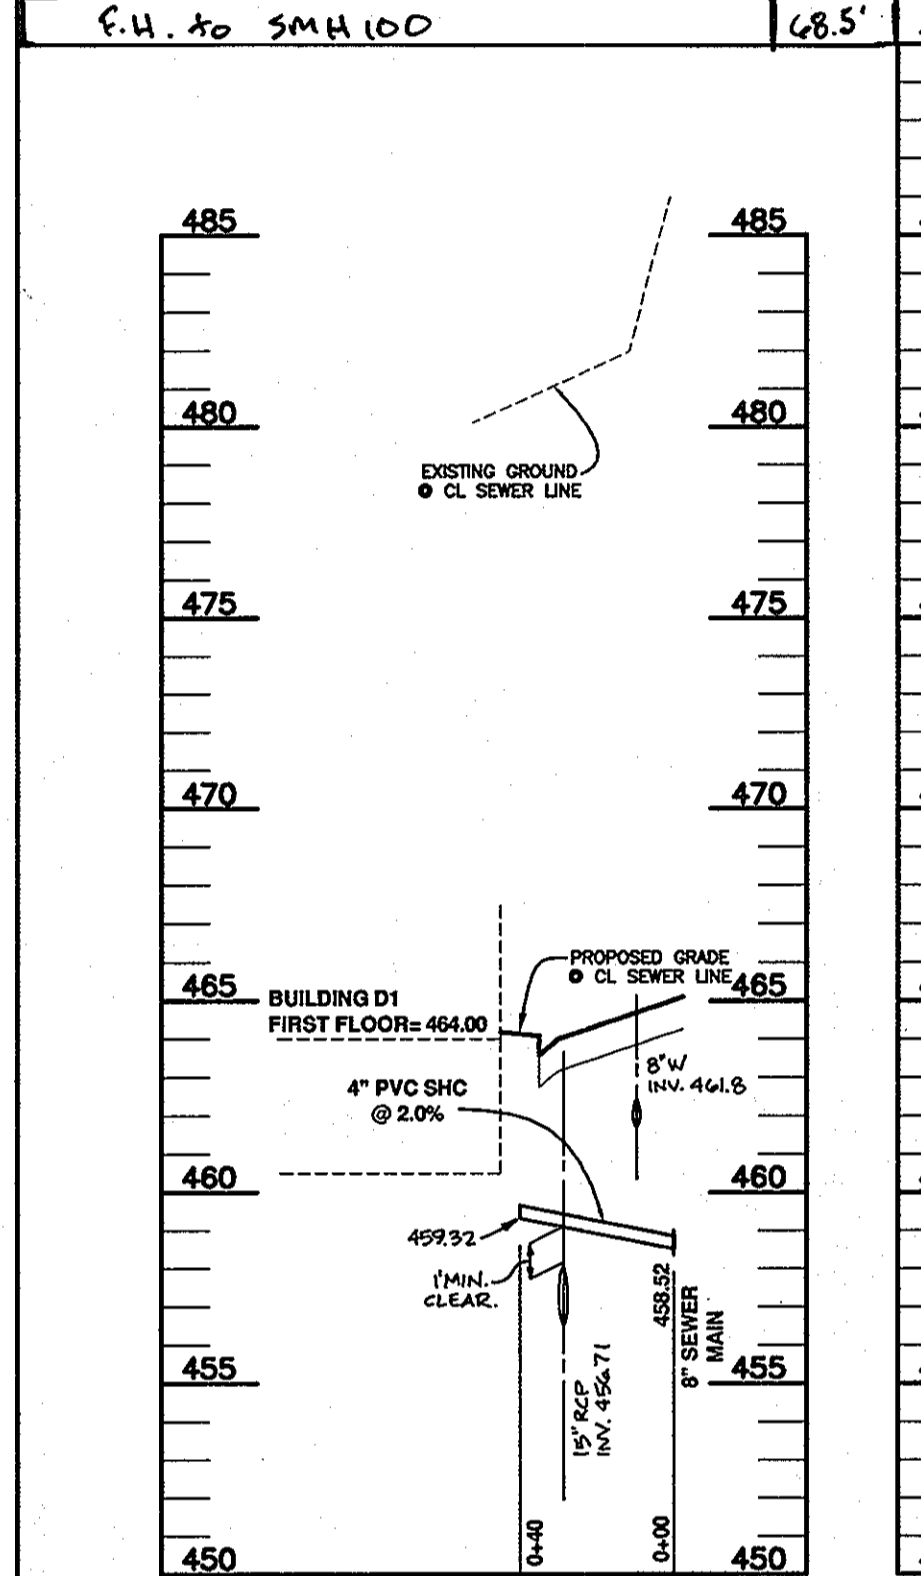 F.H. to SMH 100 68.5'
485 485
480 480
EXISTING GROUND
@ CL SEWER LINE
475 475
470 470
PROPOSED GRADE
@ CL SEWER LINE
465 465
BUILDING D1
FIRST FLOOR= 464.00
8"W
INV. 461.8
4" PVC SHC
@ 2.0%
460 460
459.32
1'MIN.
CLEAR.
458.52
8" SEWER
MAIN
455 455
15" RCP
INV. 456.71
0+40
0+00
450 450